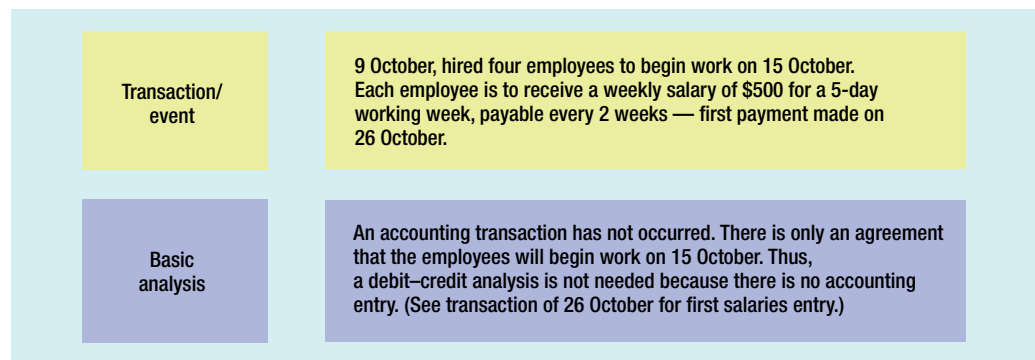 Transaction/
event
9 October, hired four employees to begin work on 15 October.
Each employee is to receive a weekly salary of $500 for a 5-day
working week, payable every 2 weeks — first payment made on
26 October.
Basic
analysis
An accounting transaction has not occurred. There is only an agreement
that the employees will begin work on 15 October. Thus,
a debit–credit analysis is not needed because there is no accounting
entry. (See transaction of 26 October for first salaries entry.)